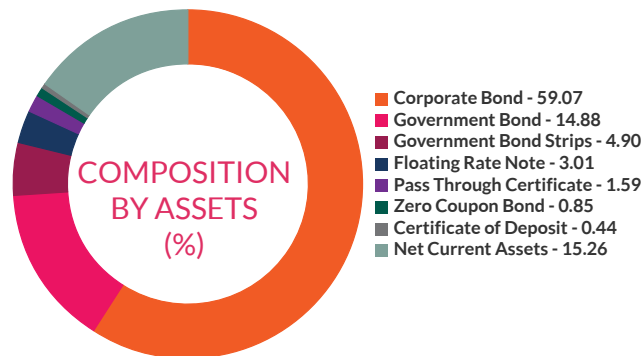 COMPOSITION
BY ASSETS
(%)
Corporate Bond - 59.07
Government Bond - 14.88
Government Bond Strips - 4.90
Floating Rate Note - 3.01
Pass Through Certificate - 1.59
Zero Coupon Bond - 0.85
Certificate of Deposit - 0.44
Net Current Assets - 15.26